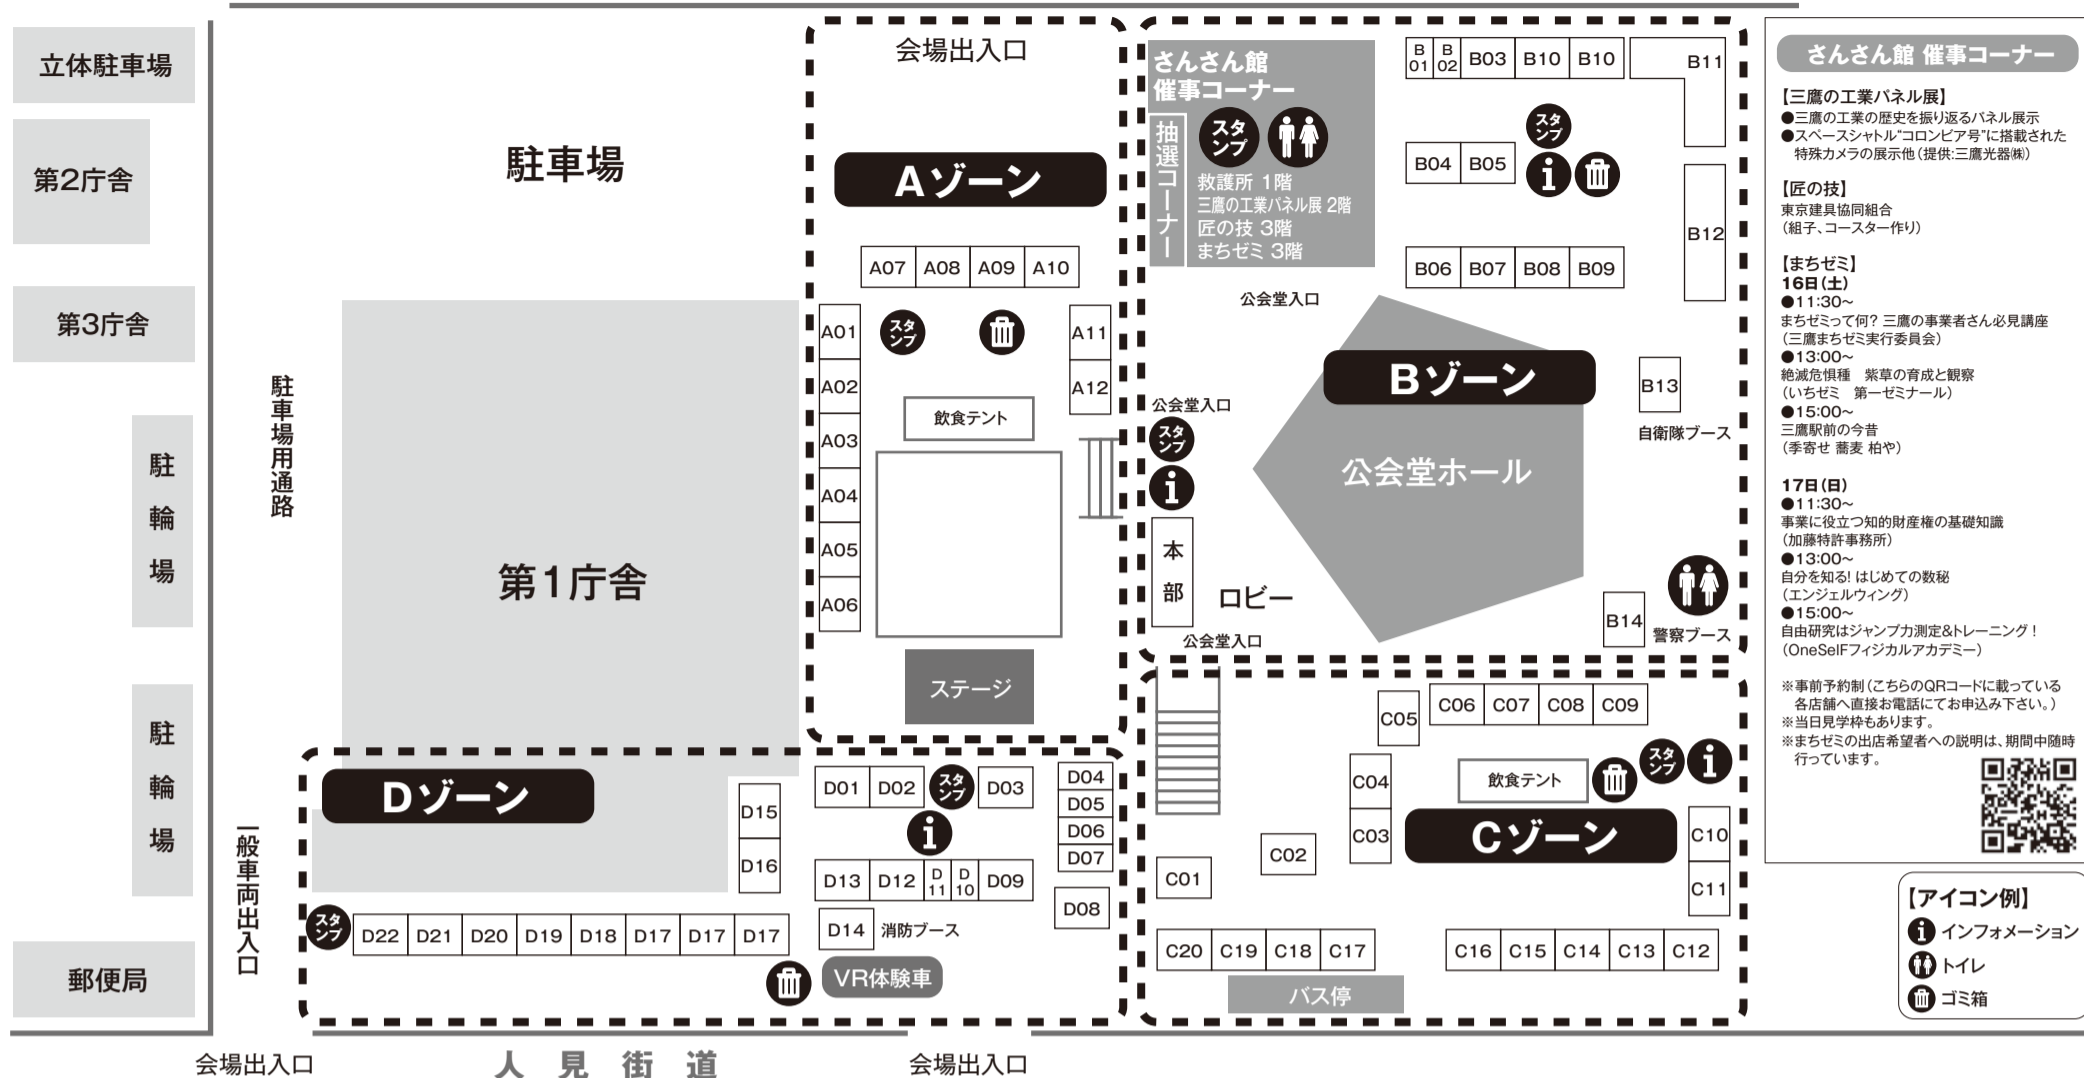 立体駐車場
第2庁舎
第3庁舎
駐輪場
駐輪場
郵便局
駐車場用通路
一般車両出入口
駐車場
第1庁舎
会場出入口
Aゾーン
A07 A08 A09 A10
A01
スタンプ
A11
A02
A12
A03
飲食テント
A04
A05
A06
ステージ
さんさん館
催事コーナー
抽選コーナー
スタンプ
救護所 1階
三鷹の工業パネル展 2階
匠の技 3階
まちゼミ 3階
B01 B02 B03 B10 B10
B11
スタンプ
B04 B05
i
B12
B06 B07 B08 B09
公会堂入口
Bゾーン
B13
自衛隊ブース
公会堂入口
スタンプ
i
公会堂ホール
本部
ロビー
公会堂入口
B14
警察ブース
Dゾーン
D15
D16
D01 D02
スタンプ
D03
i
D04
D05
D06
D07
D13 D12 D11 D10 D09
D08
D14
消防ブース
スタンプ
D22 D21 D20 D19 D18 D17 D17 D17
VR体験車
C05
C06 C07 C08 C09
C04
飲食テント
スタンプ
i
C03
Cゾーン
C10
C11
C02
C01
C20 C19 C18 C17
C16 C15 C14 C13 C12
バス停
会場出入口
人見街道
会場出入口
さんさん館 催事コーナー
【三鷹の工業パネル展】
●三鷹の工業の歴史を振り返るパネル展示
●スペースシャトル“コロンビア号”に搭載された
特殊カメラの展示他(提供:三鷹光器㈱)
【匠の技】
東京建具協同組合
(組子、コースター作り)
【まちゼミ】
16日(土)
●11:30~
まちゼミって何? 三鷹の事業者さん必見講座
(三鷹まちゼミ実行委員会)
●13:00~
絶滅危惧種 紫草の育成と観察
(いちゼミ 第一ゼミナール)
●15:00~
三鷹駅前の今昔
(季寄せ 蕎麦 柏や)
17日(日)
●11:30~
事業に役立つ知的財産権の基礎知識
(加藤特許事務所)
●13:00~
自分を知る! はじめての数秘
(エンジェルウィング)
●15:00~
自由研究はジャンプ力測定&トレーニング!
(OneSelFフィジカルアカデミー)
※事前予約制(こちらのQRコードに載っている
各店舗へ直接お電話にてお申込み下さい。)
※当日見学枠もあります。
※まちゼミの出店希望者への説明は、期間中随時
行っています。
【アイコン例】
i インフォメーション
トイレ
ゴミ箱